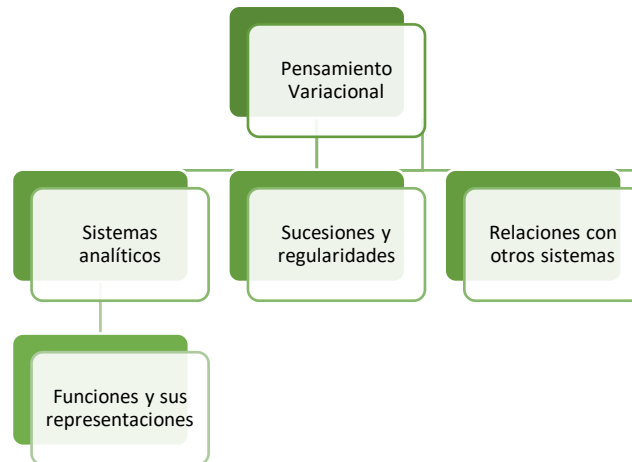 Pensamiento
Variacional
Sistemas
analíticos
Sucesiones y
regularidades
Relaciones con
otros sistemas
Funciones y sus
representaciones